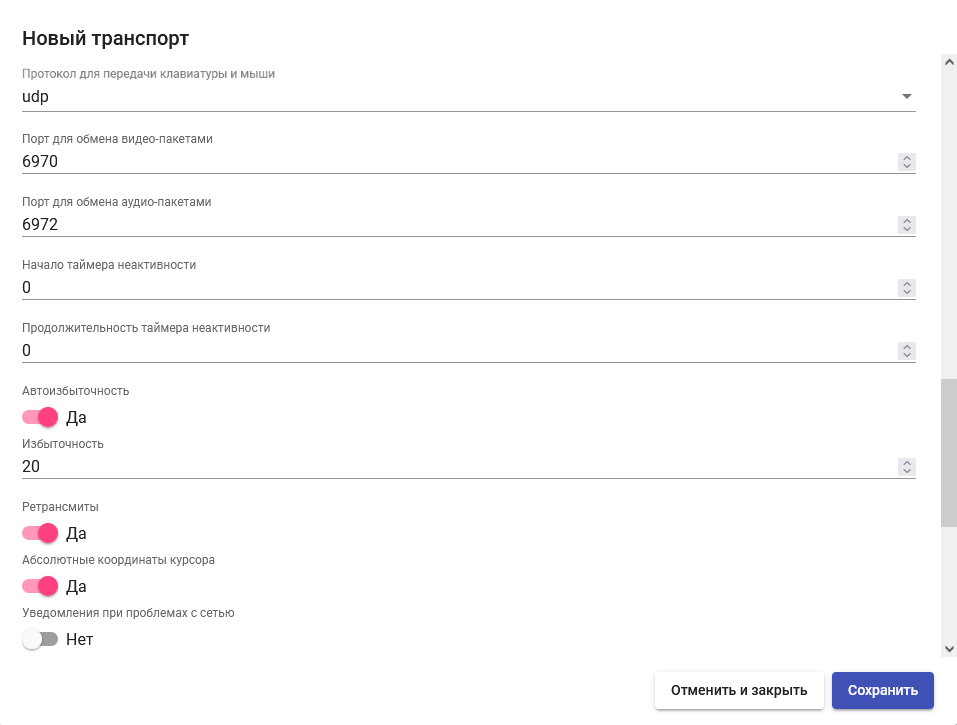 Новый транспорт
Протокол для передачи клавиатуры и мыши
udp
Порт для обмена видео-пакетами
6970
Порт для обмена аудио-пакетами
6972
Начало таймера неактивности
0
Продолжительность таймера неактивности
0
Автоизбыточность
Да
Избыточность
20
Ретрансмиты
Да
Абсолютные координаты курсора
Да
Уведомления при проблемах с сетью
Нет
Отменить и закрыть
Сохранить